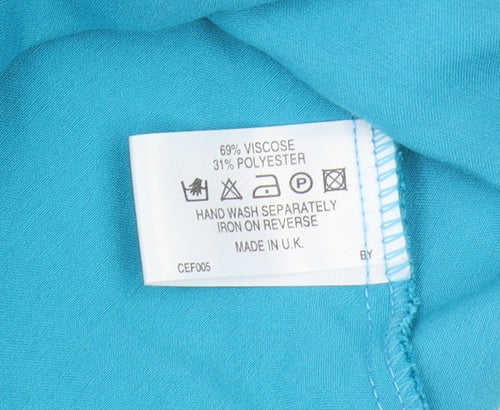 69% VISCOSE
31% POLYESTER
P
HAND WASH SEPARATELY
IRON ON REVERSE
MADE IN U.K.
CEF005 BY